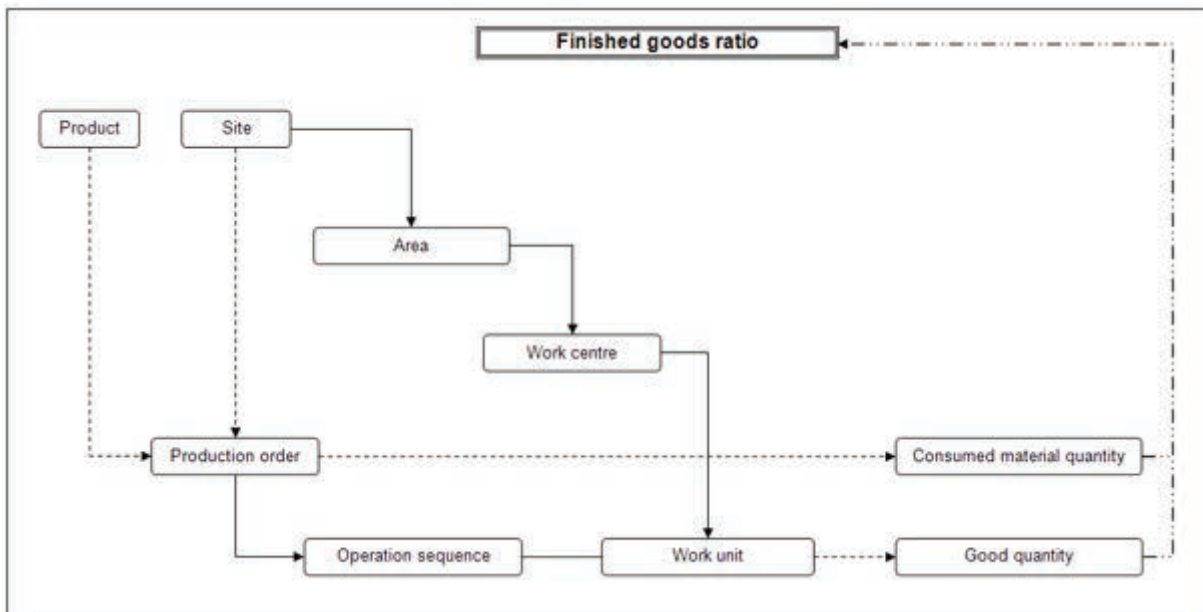 Finished goods ratio
Product
Site
Area
Work centre
Production order
Consumed material quantity
Operation sequence
Work unit
Good quantity